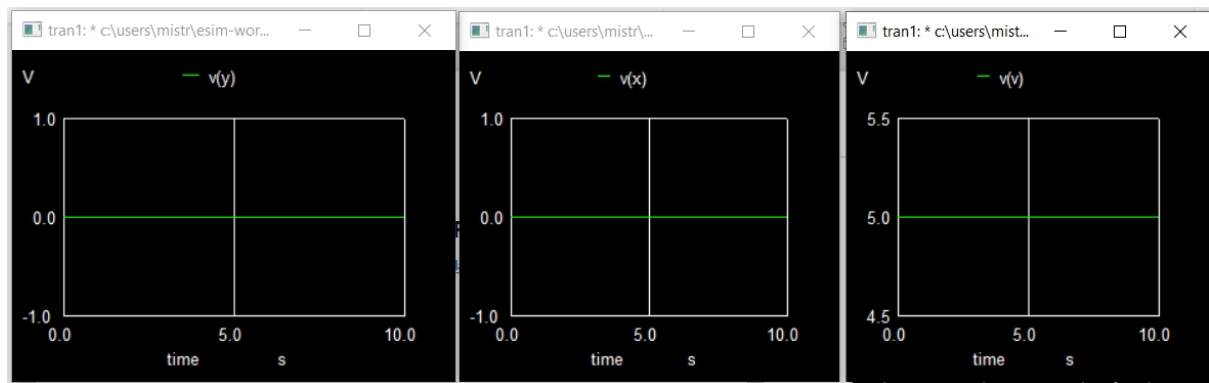 tran1: * c:\users\mistr\esim-wor...
V
v(y)
1.0
0.0
-1.0
0.0 5.0 10.0
time s
tran1: * c:\users\mistr\...
V
v(x)
1.0
0.0
-1.0
0.0 5.0 10.0
time s
tran1: * c:\users\mist...
V
v(v)
5.5
5.0
4.5
0.0 5.0 10.0
time s